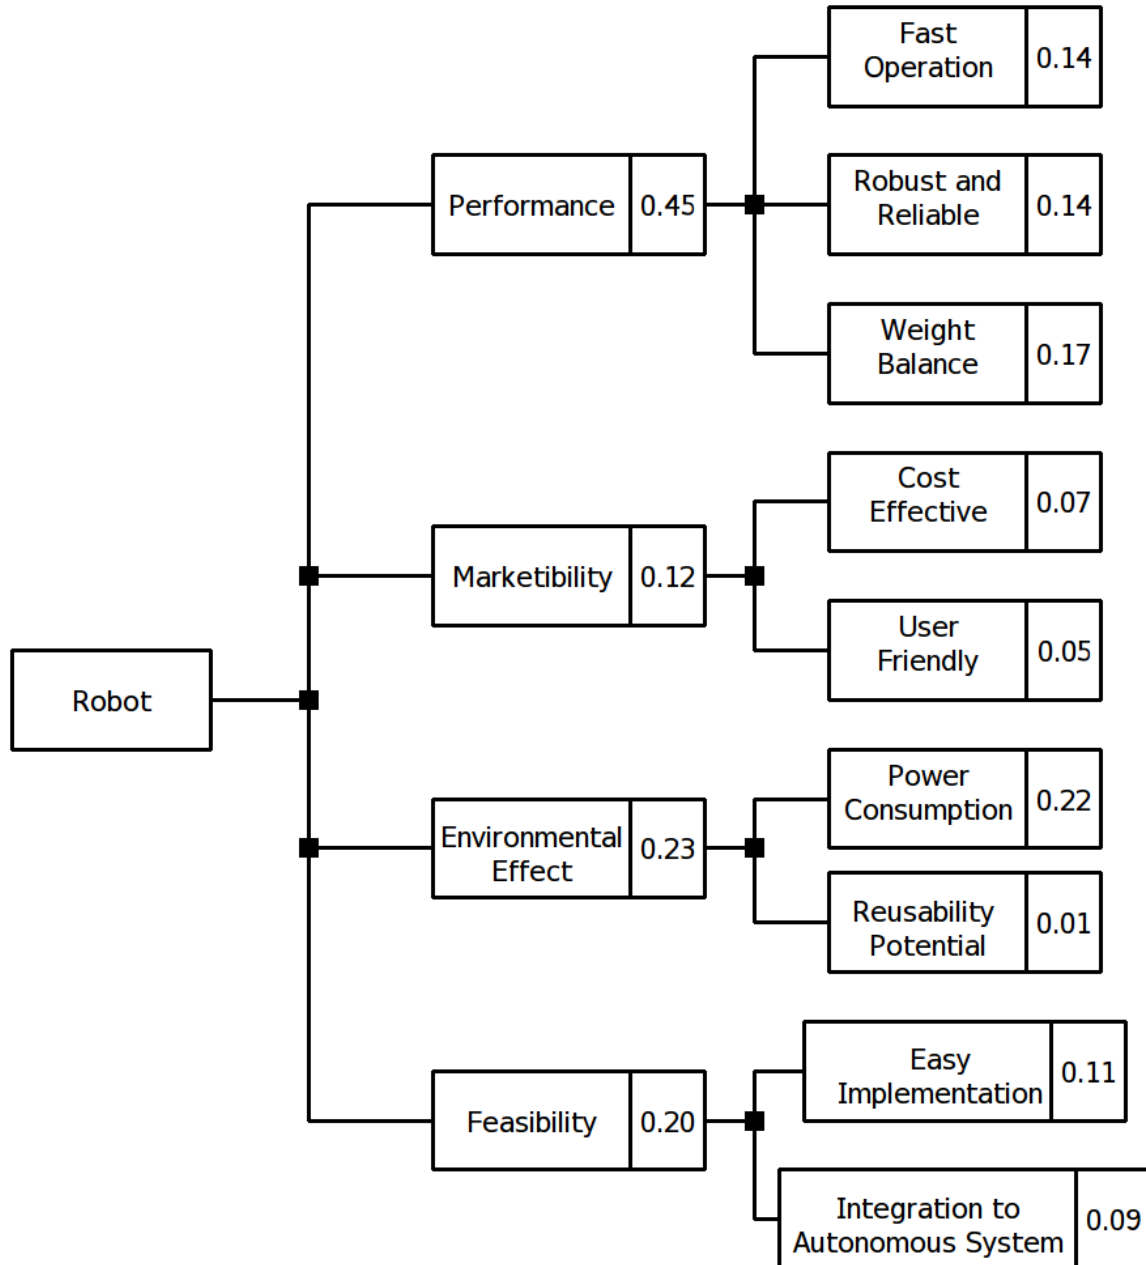 Fast
Operation
0.14
Performance
0.45
Robust and
Reliable
0.14
Weight
Balance
0.17
Cost
Effective
0.07
Marketibility
0.12
User
Friendly
0.05
Robot
Power
Consumption
0.22
Environmental
Effect
0.23
Reusability
Potential
0.01
Easy
Implementation
0.11
Feasibility
0.20
Integration to
Autonomous System
0.09